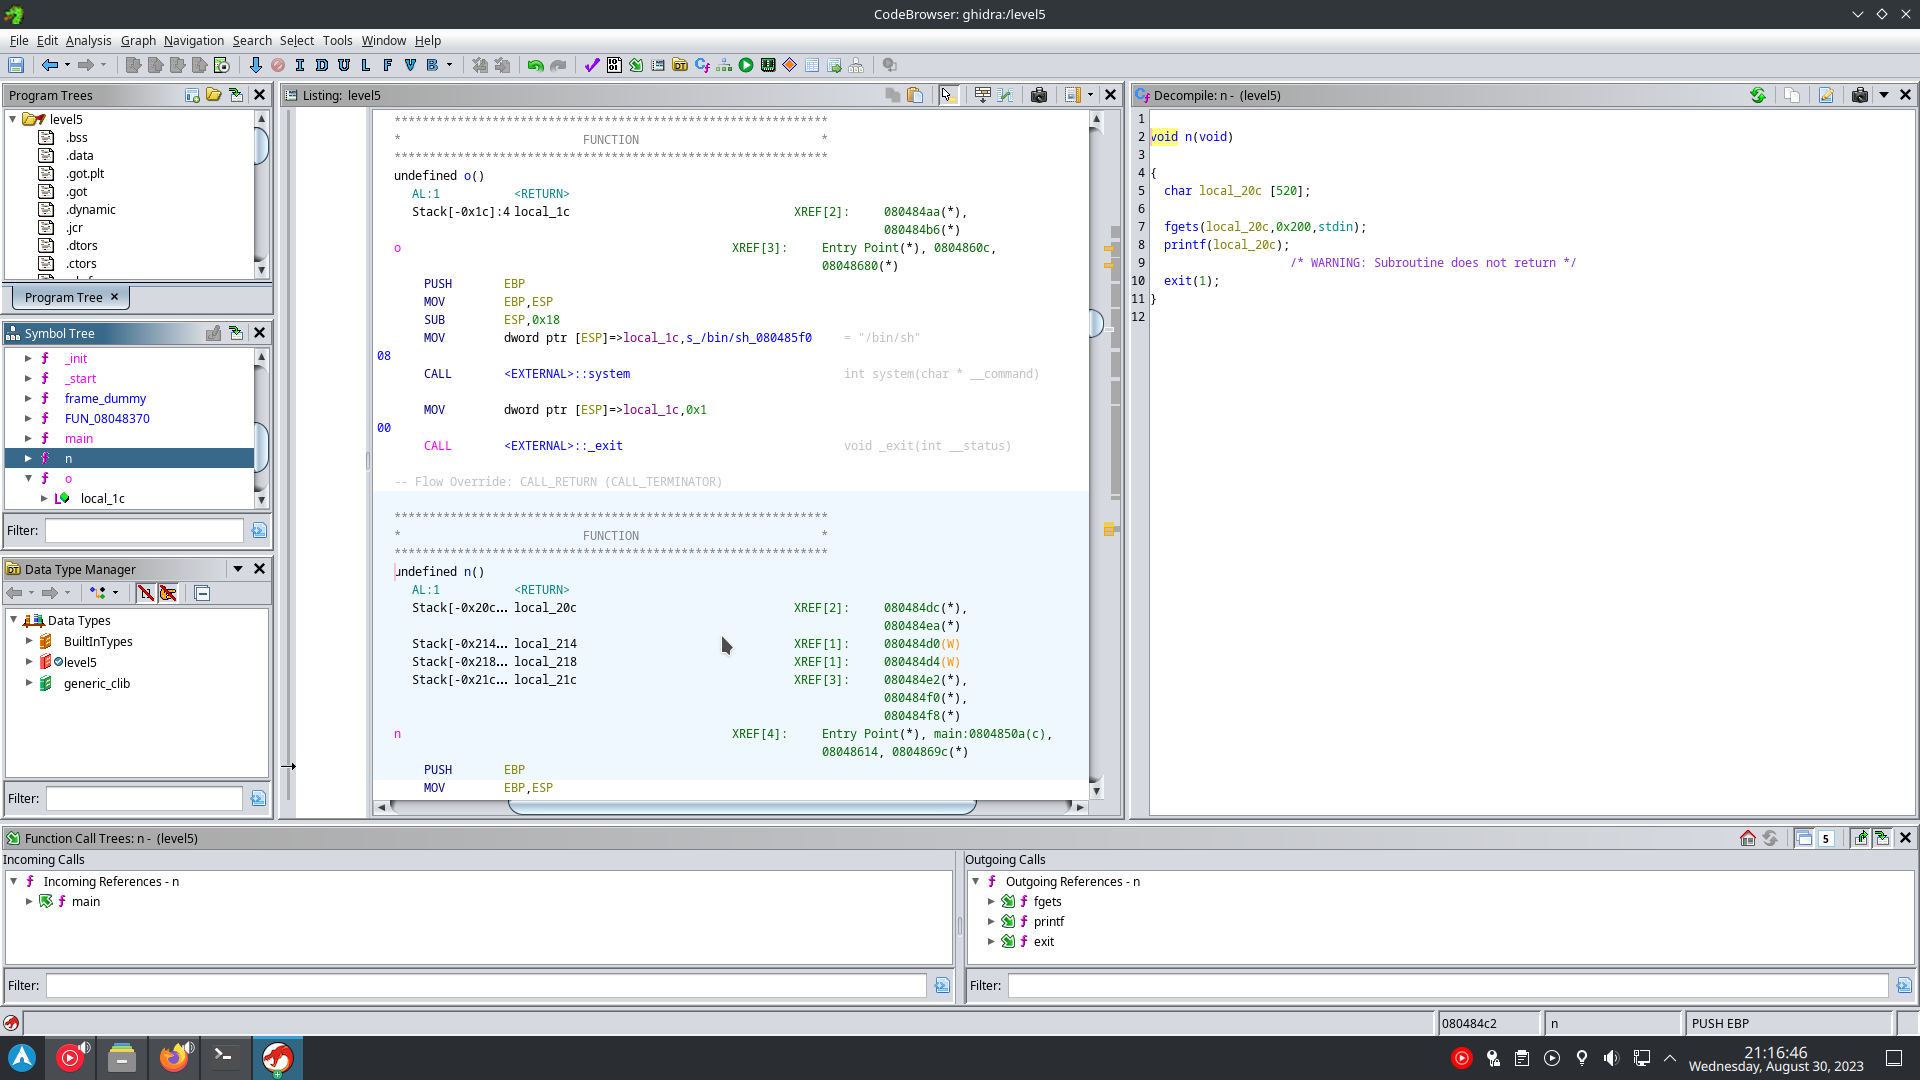 CodeBrowser: ghidra:/level5
File Edit Analysis Graph Navigation Search Select Tools Window Help
I D U L F V B
Program Trees
level5
.bss
.data
.got.plt
.got
.dynamic
.jcr
.dtors
.ctors
Program Tree
Symbol Tree
f _init
f _start
f frame_dummy
f FUN_08048370
f main
f n
f o
L local_1c
Filter:
Data Type Manager
Data Types
BuiltInTypes
level5
generic_clib
Filter:
Listing: level5
**************************************************************
* FUNCTION *
**************************************************************
undefined o()
AL:1 <RETURN>
Stack[-0x1c]:4 local_1c XREF[2]: 080484aa(*),
080484b6(*)
o XREF[3]: Entry Point(*), 0804860c,
08048680(*)
PUSH EBP
MOV EBP,ESP
SUB ESP,0x18
MOV dword ptr [ESP]=>local_1c,s_/bin/sh_080485f0 = "/bin/sh"
08
CALL <EXTERNAL>::system int system(char * __command)
MOV dword ptr [ESP]=>local_1c,0x1
00
CALL <EXTERNAL>::_exit void _exit(int __status)
-- Flow Override: CALL_RETURN (CALL_TERMINATOR)
**************************************************************
* FUNCTION *
**************************************************************
undefined n()
AL:1 <RETURN>
Stack[-0x20c... local_20c XREF[2]: 080484dc(*),
080484ea(*)
Stack[-0x214... local_214 XREF[1]: 080484d0(W)
Stack[-0x218... local_218 XREF[1]: 080484d4(W)
Stack[-0x21c... local_21c XREF[3]: 080484e2(*),
080484f0(*),
080484f8(*)
n XREF[4]: Entry Point(*), main:0804850a(c),
08048614, 0804869c(*)
PUSH EBP
MOV EBP,ESP
Decompile: n - (level5)
1
2 void n(void)
3
4 {
5 char local_20c [520];
6
7 fgets(local_20c,0x200,stdin);
8 printf(local_20c);
9 /* WARNING: Subroutine does not return */
10 exit(1);
11 }
12
Function Call Trees: n - (level5)
5
Incoming Calls
f Incoming References - n
f main
Filter:
Outgoing Calls
f Outgoing References - n
f fgets
f printf
f exit
Filter:
080484c2 n PUSH EBP
21:16:46
Wednesday, August 30, 2023